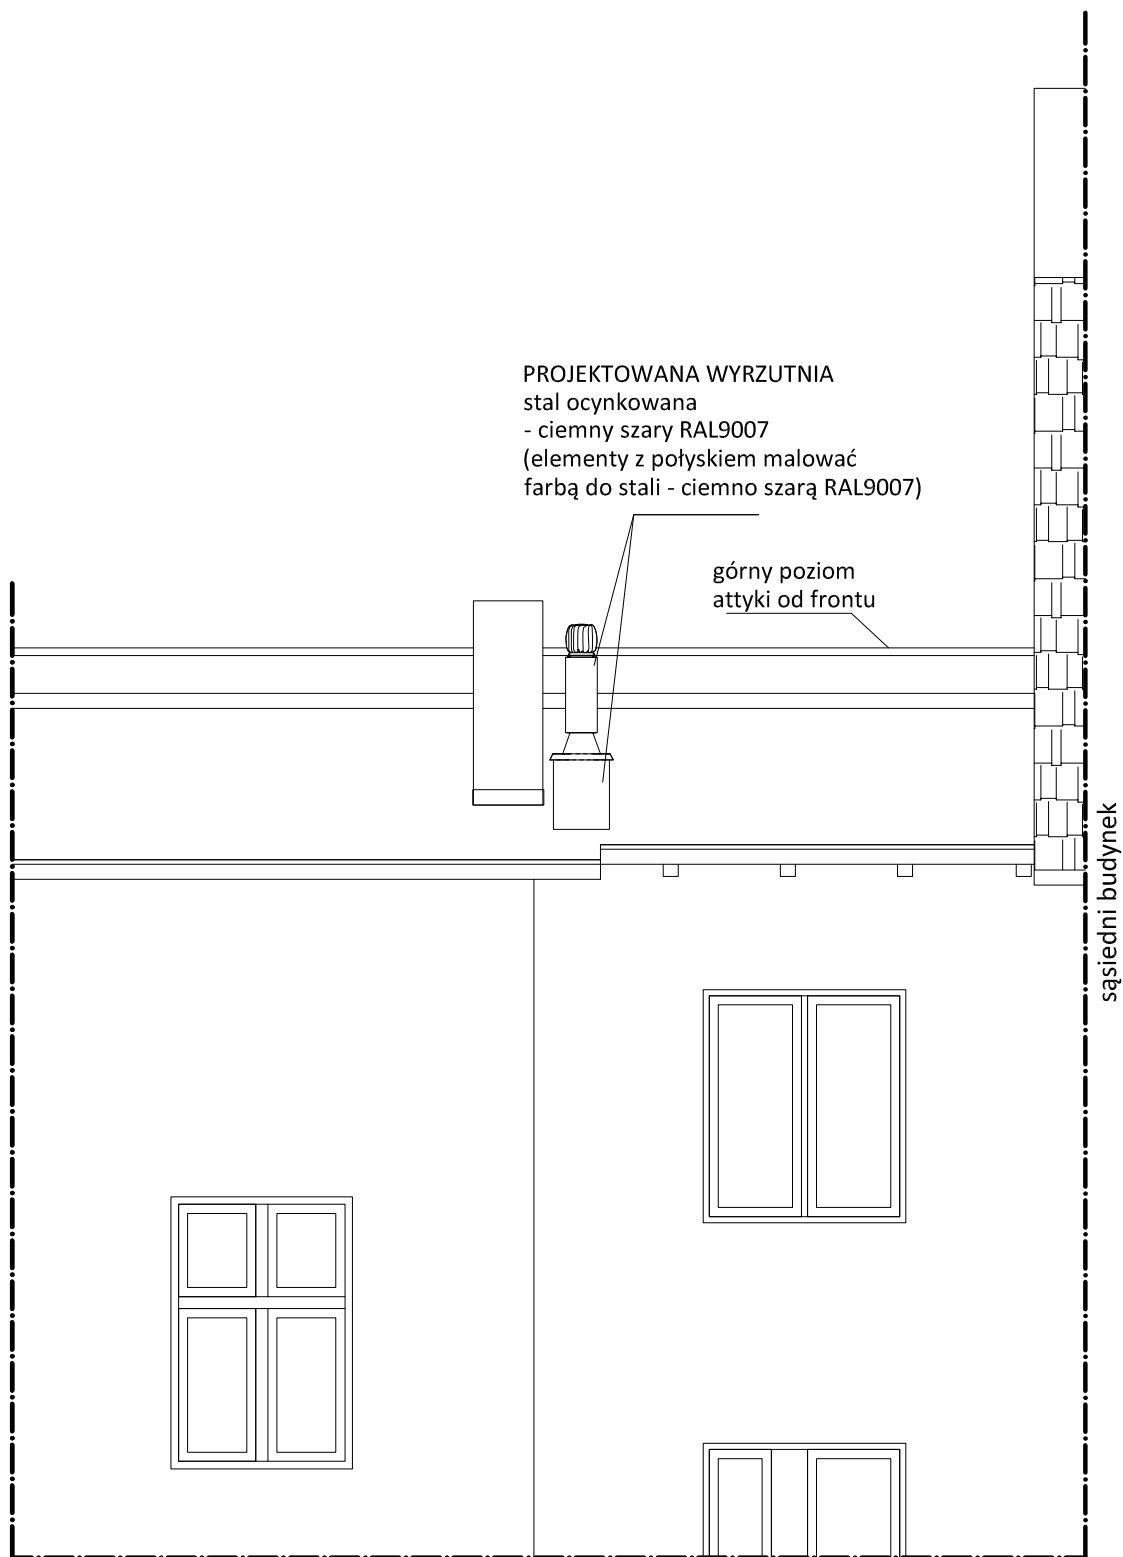 PROJEKTOWANA WYRZUTNIA
stal ocynkowana
- ciemny szary RAL9007
(elementy z połyskiem malować
farbą do stali - ciemno szarą RAL9007)
górny poziom
attyki od frontu
sąsiedni budynek